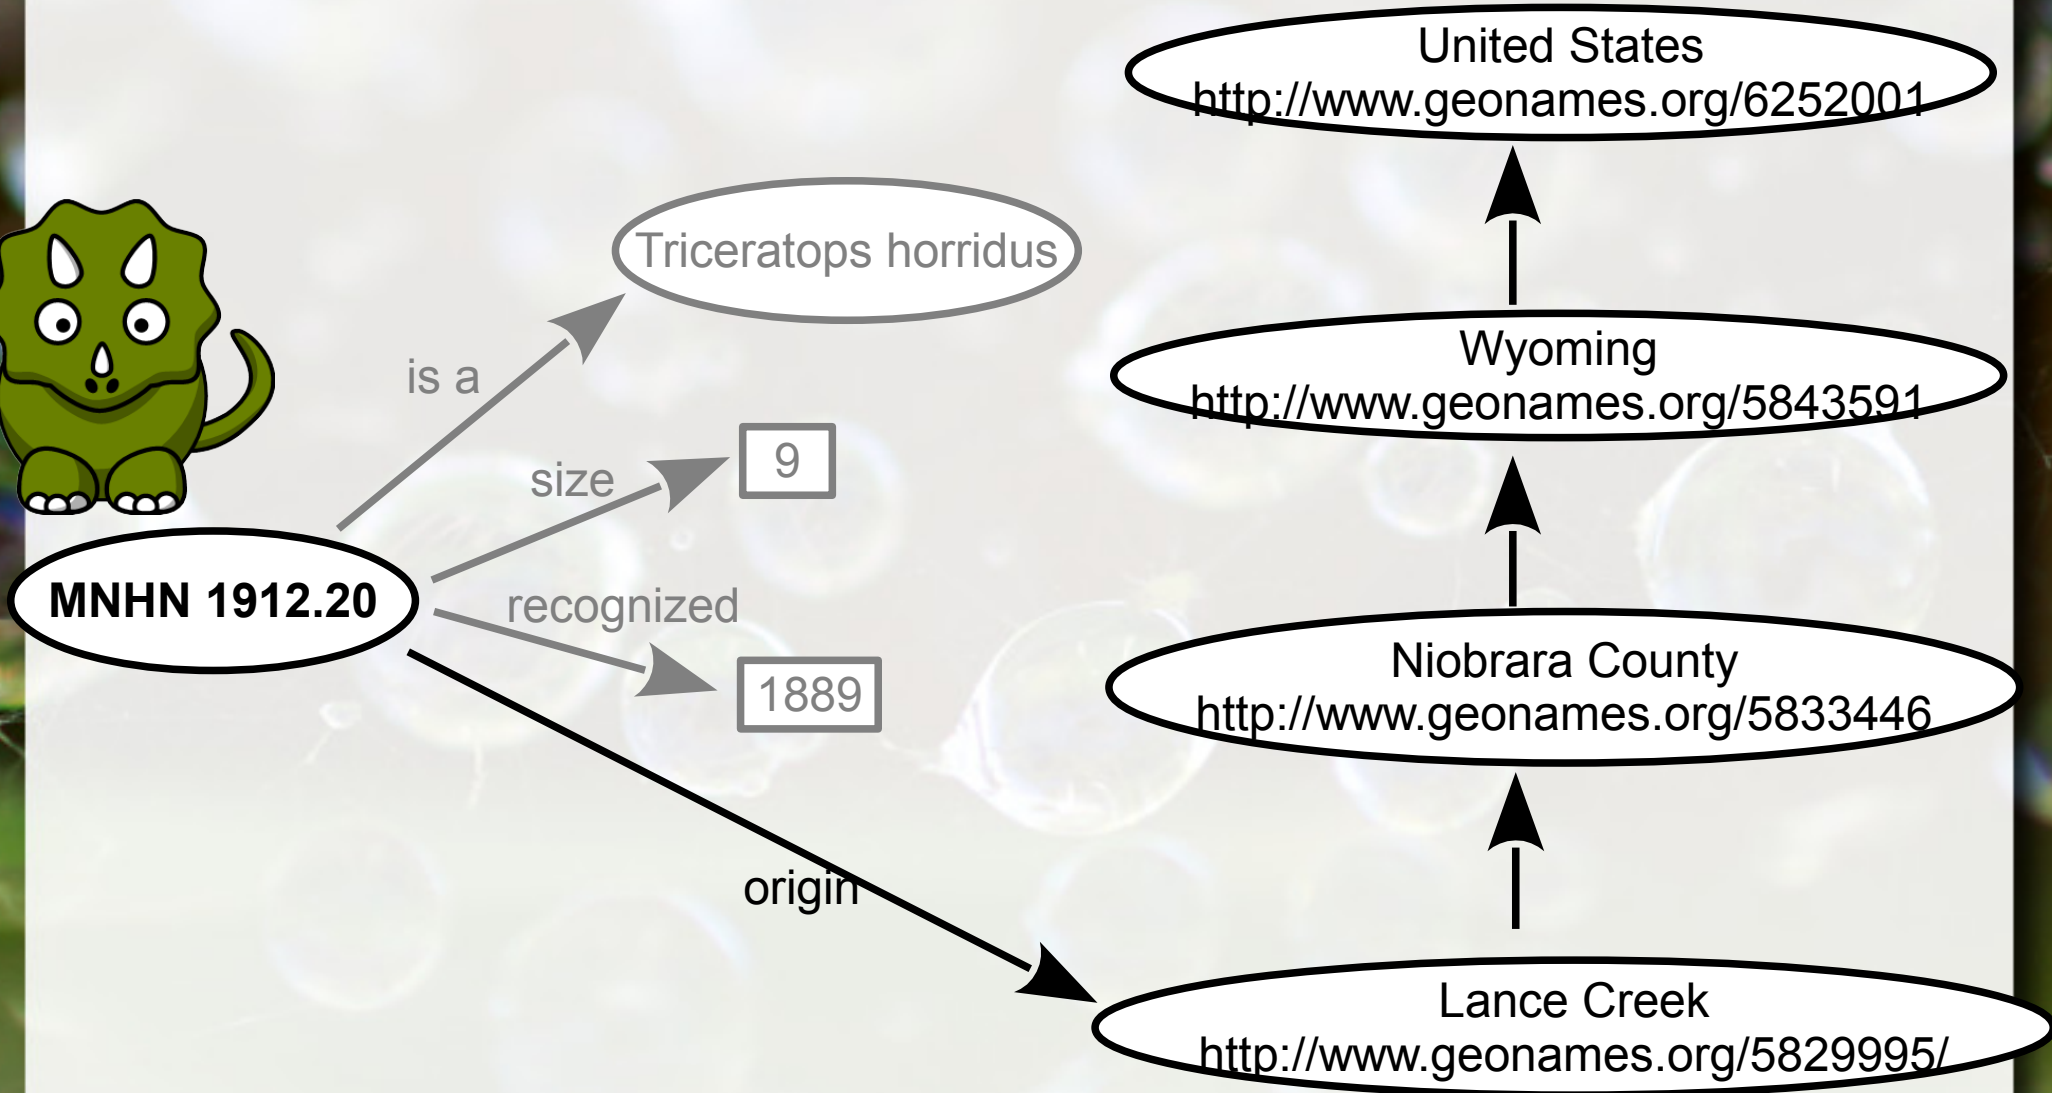 United States
http://www.geonames.org/6252001
Triceratops horridus
Wyoming
http://www.geonames.org/5843591
is a
9
size
MNHN 1912.20
recognized
1889
Niobrara County
http://www.geonames.org/5833446
origin
Lance Creek
http://www.geonames.org/5829995/